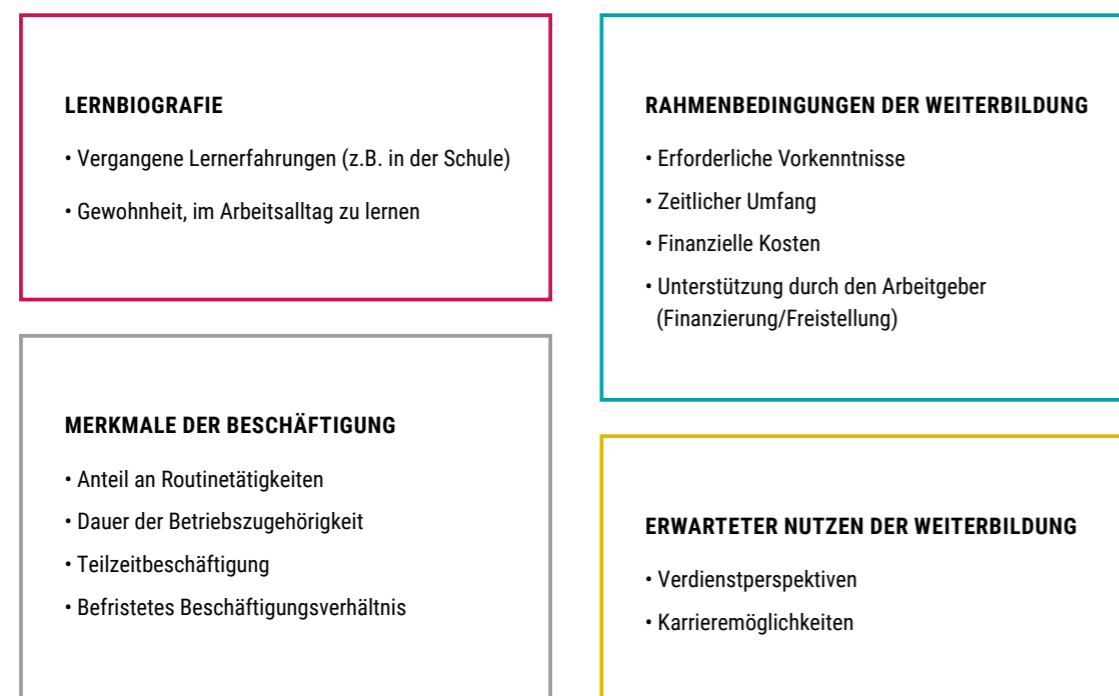 LERNBIOGRAFIE
• Vergangene Lernerfahrungen (z.B. in der Schule)
• Gewohnheit, im Arbeitsalltag zu lernen
MERKMALE DER BESCHÄFTIGUNG
• Anteil an Routinetätigkeiten
• Dauer der Betriebszugehörigkeit
• Teilzeitbeschäftigung
• Befristetes Beschäftigungsverhältnis
RAHMENBEDINGUNGEN DER WEITERBILDUNG
• Erforderliche Vorkenntnisse
• Zeitlicher Umfang
• Finanzielle Kosten
• Unterstützung durch den Arbeitgeber
(Finanzierung/Freistellung)
ERWARTETER NUTZEN DER WEITERBILDUNG
• Verdienstperspektiven
• Karrieremöglichkeiten